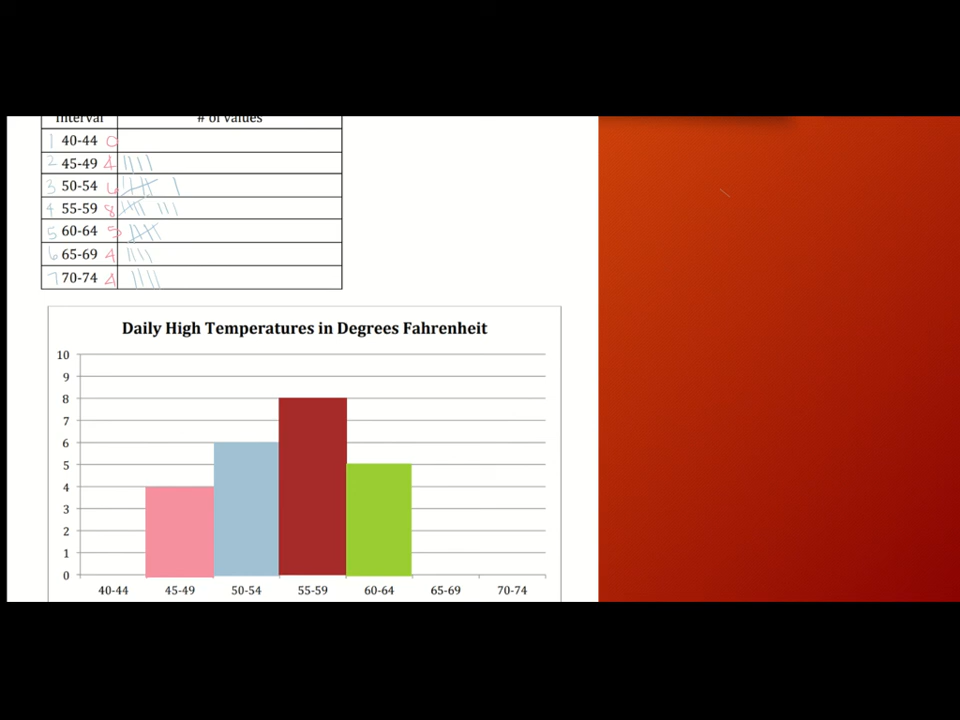 Interval # of values
1 40-44 0
2 45-49 4
3 50-54 6
4 55-59 8
5 60-64 5
6 65-69 4
7 70-74 4
Daily High Temperatures in Degrees Fahrenheit
10
9
8
7
6
5
4
3
2
1
0
40-44 45-49 50-54 55-59 60-64 65-69 70-74